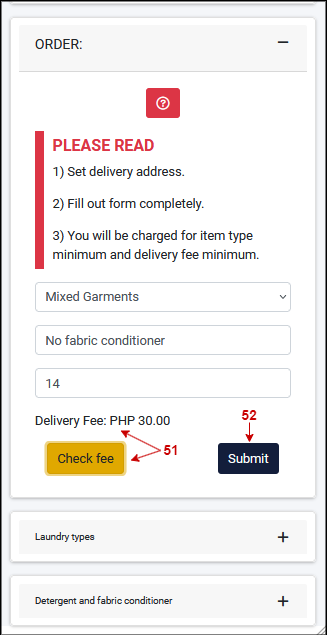 ORDER:
PLEASE READ
1) Set delivery address.
2) Fill out form completely.
3) You will be charged for item type
minimum and delivery fee minimum.
Mixed Garments
No fabric conditioner
14
Delivery Fee: PHP 30.00
52
51
Check fee
Submit
Laundry types
Detergent and fabric conditioner